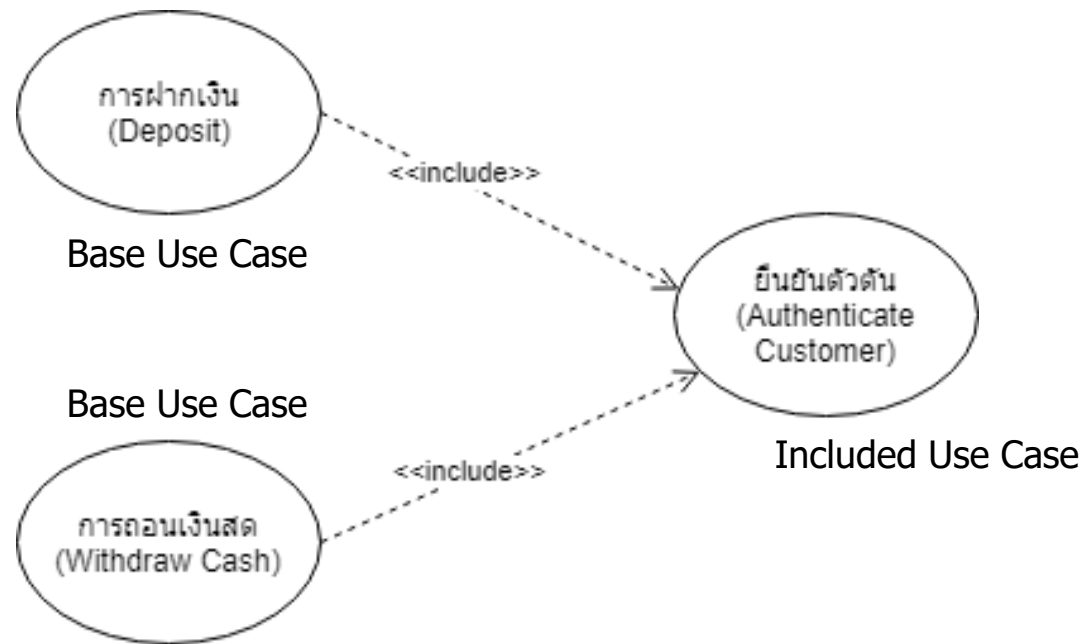 การฝากเงิน
(Deposit)
<<include>>
Base Use Case
ยืนยันตัวตัน
(Authenticate
Customer)
Base Use Case
Included Use Case
<<include>>
การถอนเงินสด
(Withdraw Cash)